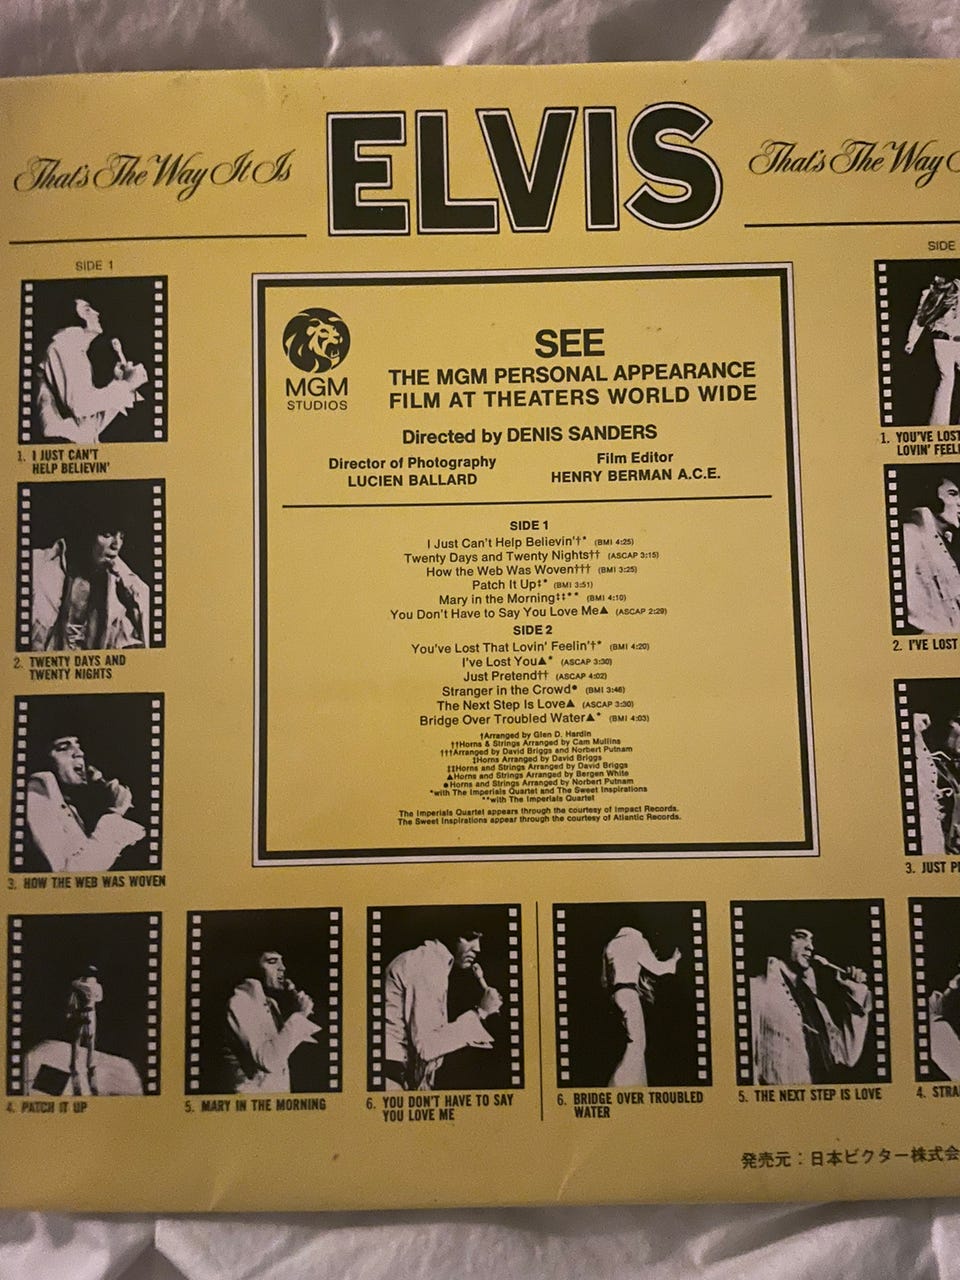 That's The Way It Is
ELVIS
That's The Way
SIDE 1
SIDE
1. I JUST CAN'T
HELP BELIEVIN'
2. TWENTY DAYS AND
TWENTY NIGHTS
3. HOW THE WEB WAS WOVEN
4. PATCH IT UP
5. MARY IN THE MORNING
6. YOU DON'T HAVE TO SAY
YOU LOVE ME
MGM
STUDIOS
SEE
THE MGM PERSONAL APPEARANCE
FILM AT THEATERS WORLD WIDE
Directed by DENIS SANDERS
Director of Photography
LUCIEN BALLARD
Film Editor
HENRY BERMAN A.C.E.
SIDE 1
I Just Can't Help Believin'†* (BMI 4:25)
Twenty Days and Twenty Nights†† (ASCAP 3:15)
How the Web Was Woven††† (BMI 3:25)
Patch It Up‡* (BMI 3:51)
Mary in the Morning‡‡** (BMI 4:10)
You Don't Have to Say You Love Me▲ (ASCAP 2:29)
SIDE 2
You've Lost That Lovin' Feelin'†* (BMI 4:20)
I've Lost You▲* (ASCAP 3:30)
Just Pretend†† (ASCAP 4:02)
Stranger in the Crowd● (BMI 3:46)
The Next Step Is Love▲ (ASCAP 3:30)
Bridge Over Troubled Water▲* (BMI 4:03)
†Arranged by Glen D. Hardin
††Horns & Strings Arranged by Cam Mullins
†††Arranged by David Briggs and Norbert Putnam
‡Horns Arranged by David Briggs
‡‡Horns and Strings Arranged by David Briggs
▲Horns and Strings Arranged by Bergen White
●Horns and Strings Arranged by Norbert Putnam
*with The Imperials Quartet and The Sweet Inspirations
**with The Imperials Quartet
The Imperials Quartet appears through the courtesy of Impact Records.
The Sweet Inspirations appear through the courtesy of Atlantic Records.
1. YOU'VE LOST
LOVIN' FEEL
2. I'VE LOST
3. JUST
4.
5. THE NEXT STEP IS LOVE
6. BRIDGE OVER TROUBLED
WATER
発売元：日本ビクター株式会